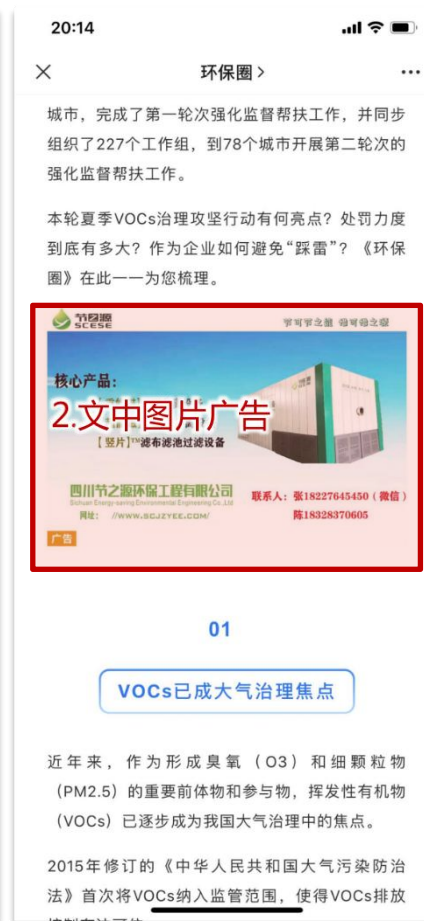 20:14
环保圈>
城市，完成了第一轮次强化监督帮扶工作，并同步
组织了227个工作组，到78个城市开展第二轮次的
强化监督帮扶工作。
本轮夏季VOCs治理攻坚行动有何亮点？处罚力度
到底有多大？作为企业如何避免“踩雷”？《环保
圈》在此一一为您梳理。
SCESE
核心产品：
2.文中图片广告
【竖片】™滤布滤池过滤设备
四川节之源环保工程有限公司
Sichuan Energy-saving Environmental Engineering Co.,Ltd
网址： //www.scjzyee.com/
联系人：张18227645450（微信）
陈18328370605
广告
01
VOCs已成大气治理焦点
近年来，作为形成臭氧（O3）和细颗粒物
（PM2.5）的重要前体物和参与物，挥发性有机物
（VOCs）已逐步成为我国大气治理中的焦点。
2015年修订的《中华人民共和国大气污染防治
法》首次将VOCs纳入监管范围，使得VOCs排放